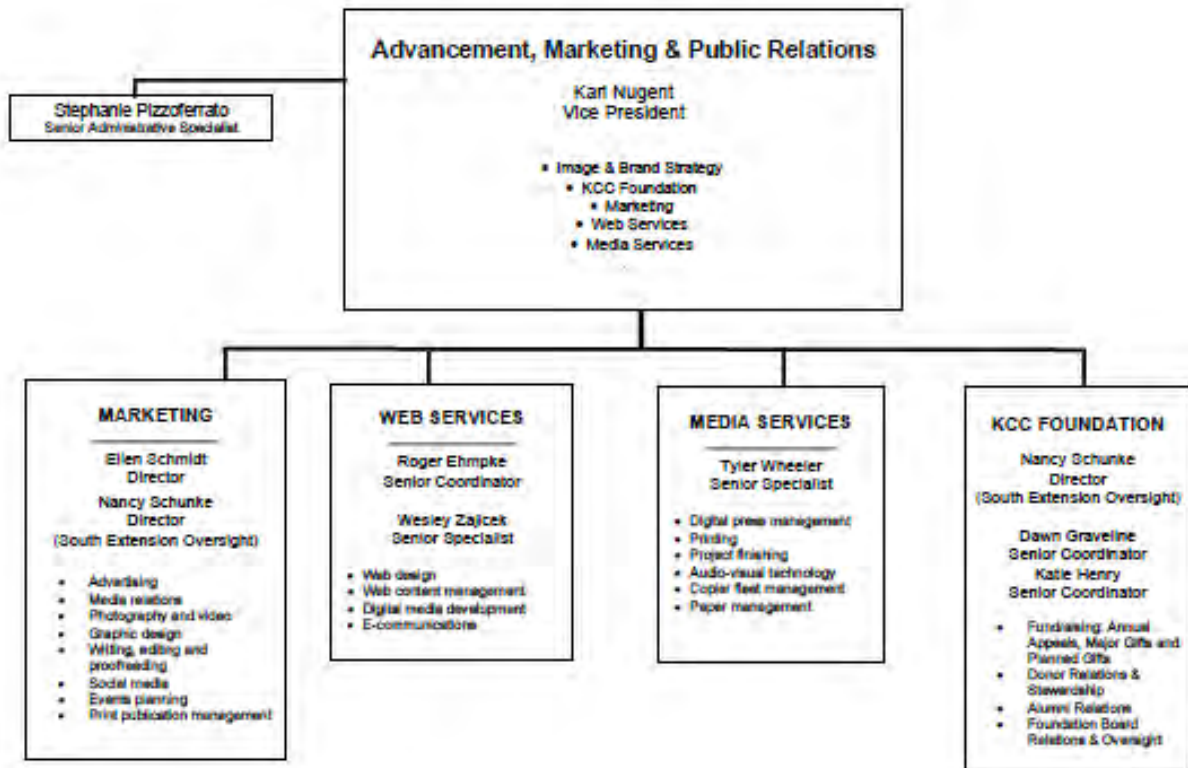 Advancement, Marketing & Public Relations
Karl Nugent
Vice President
• Image & Brand Strategy
• KCC Foundation
• Marketing
• Web Services
• Media Services
Stephanie Pizzoferrato
Senior Administrative Specialist
MARKETING
Ellen Schmidt
Director
Nancy Schunke
Director
(South Extension Oversight)
• Advertising
• Media relations
• Photography and video
• Graphic design
• Writing, editing and
proofreading
• Social media
• Events planning
• Print publication management
WEB SERVICES
Roger Ehmpke
Senior Coordinator
Wesley Zajicek
Senior Specialist
• Web design
• Web content management
• Digital media development
• E-communications
MEDIA SERVICES
Tyler Wheeler
Senior Specialist
• Digital press management
• Printing
• Project finishing
• Audio-visual technology
• Copier fleet management
• Paper management
KCC FOUNDATION
Nancy Schunke
Director
(South Extension Oversight)
Dawn Graveline
Senior Coordinator
Katie Henry
Senior Coordinator
• Fundraising: Annual
Appeals, Major Gifts and
Planned Gifts
• Donor Relations &
Stewardship
• Alumni Relations
• Foundation Board
Relations & Oversight